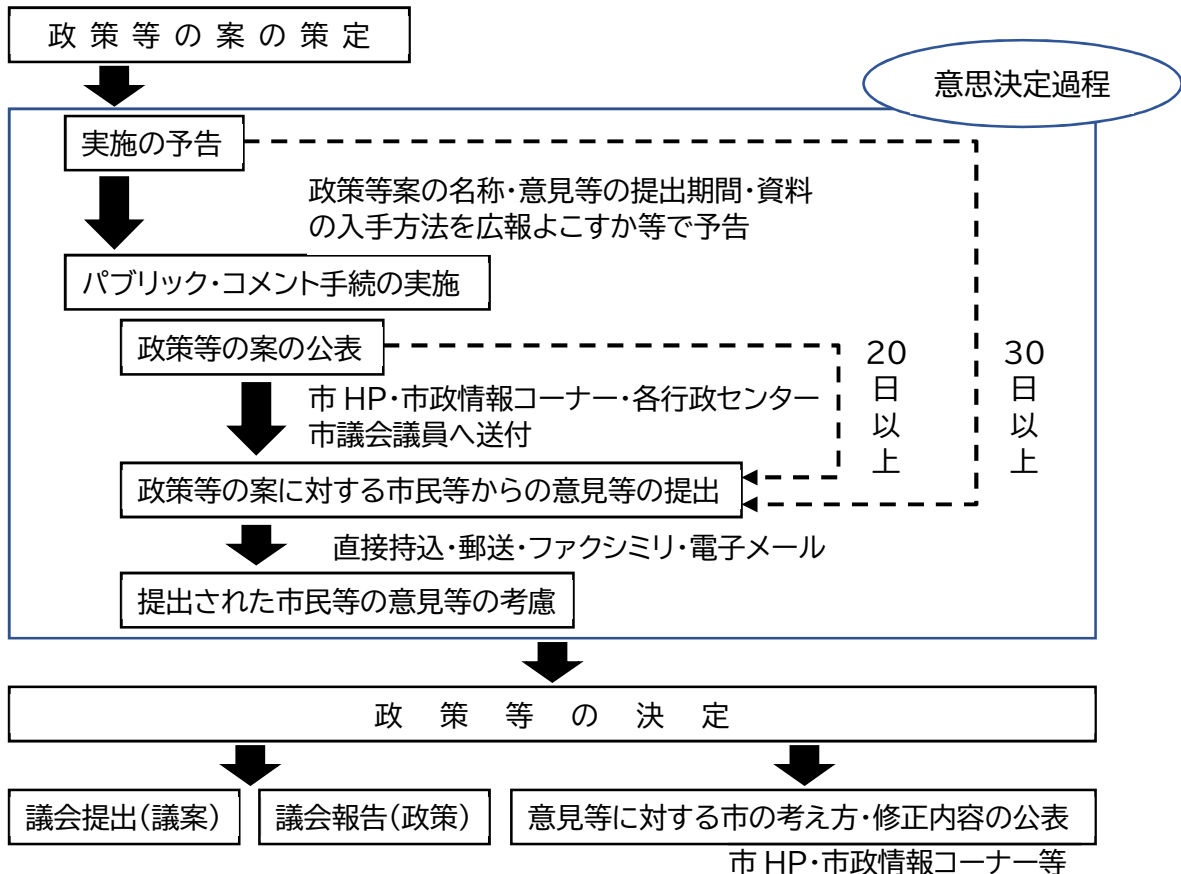 政策等の案の策定
意思決定過程
実施の予告
政策等案の名称・意見等の提出期間・資料
の入手方法を広報よこすか等で予告
パブリック・コメント手続の実施
政策等の案の公表
20日以上
30日以上
市HP・市政情報コーナー・各行政センター
市議会議員へ送付
政策等の案に対する市民等からの意見等の提出
直接持込・郵送・ファクシミリ・電子メール
提出された市民等の意見等の考慮
政策等の決定
議会提出(議案)
議会報告(政策)
意見等に対する市の考え方・修正内容の公表
市HP・市政情報コーナー等